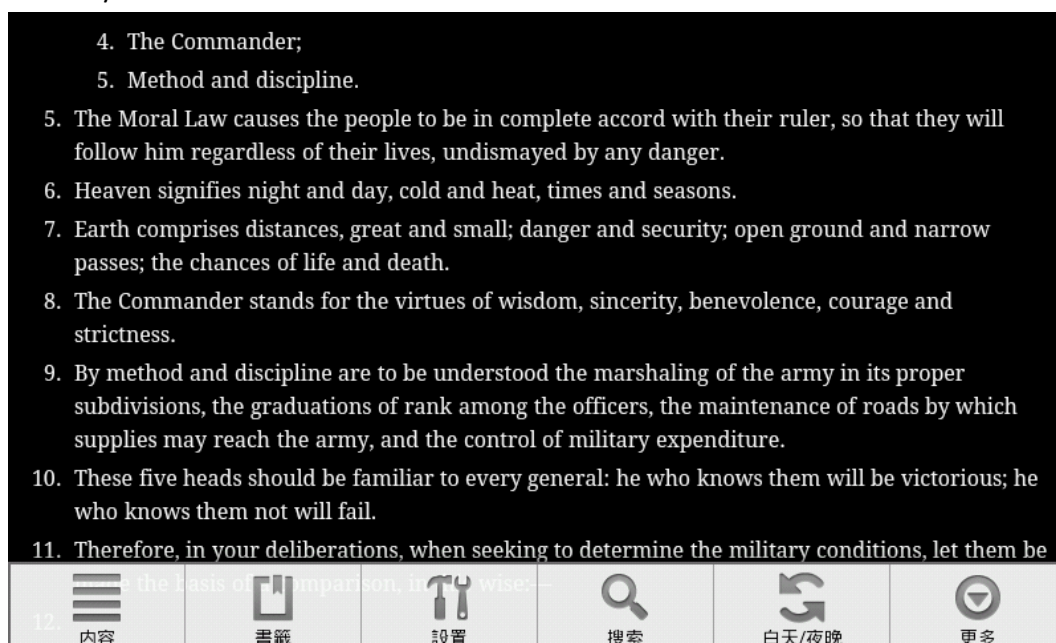 4. The Commander;
5. Method and discipline.
5. The Moral Law causes the people to be in complete accord with their ruler, so that they will
follow him regardless of their lives, undismayed by any danger.
6. Heaven signifies night and day, cold and heat, times and seasons.
7. Earth comprises distances, great and small; danger and security; open ground and narrow
passes; the chances of life and death.
8. The Commander stands for the virtues of wisdom, sincerity, benevolence, courage and
strictness.
9. By method and discipline are to be understood the marshaling of the army in its proper
subdivisions, the graduations of rank among the officers, the maintenance of roads by which
supplies may reach the army, and the control of military expenditure.
10. These five heads should be familiar to every general: he who knows them will be victorious; he
who knows them not will fail.
11. Therefore, in your deliberations, when seeking to determine the military conditions, let them be
the basis of comparison, in wise:—
12.
內容 書籤 設置 搜索 白天/夜晚 更多